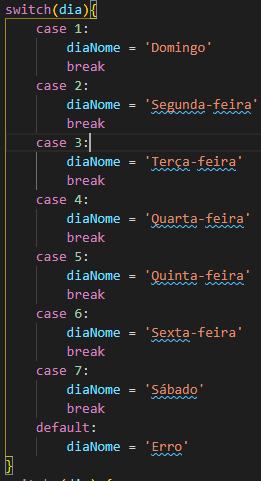 switch(dia){
case 1:
diaNome = 'Domingo'
break
case 2:
diaNome = 'Segunda-feira'
break
case 3:
diaNome = 'Terça-feira'
break
case 4:
diaNome = 'Quarta-feira'
break
case 5:
diaNome = 'Quinta-feira'
break
case 6:
diaNome = 'Sexta-feira'
break
case 7:
diaNome = 'Sábado'
break
default:
diaNome = 'Erro'
}